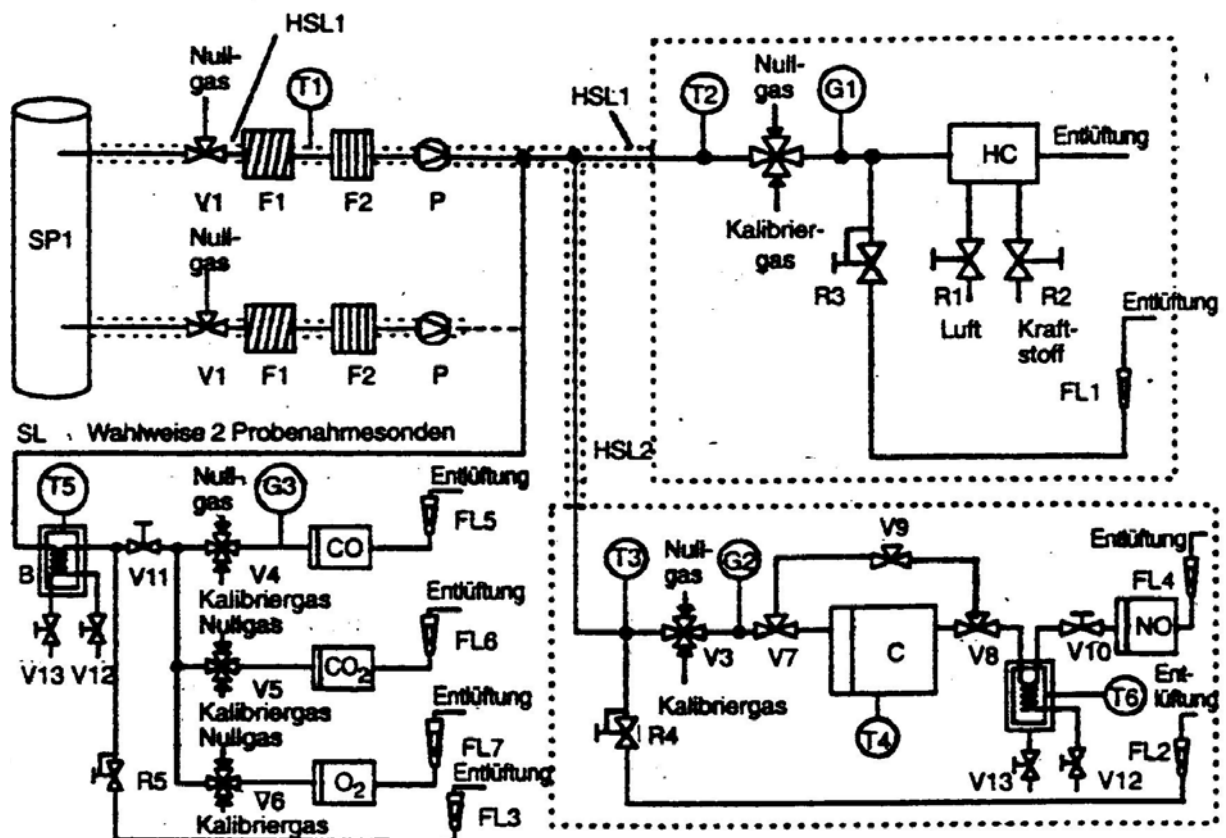 HSL1
Null-
gas
T1
V1
F1
F2
P
SP1
Null-
gas
V1
F1
F2
P
HSL1
T2
Null-
gas
G1
HC
Entlüftung
Kalibrier-
gas
R3
R1
Luft
R2
Kraft-
stoff
Entlüftung
FL1
SL
Wahlweise 2 Probenahmesonden
HSL2
T5
B
V13
V12
V11
Null-
gas
G3
V4
CO
Entlüftung
FL5
Kalibriergas
Nullgas
V5
CO2
Entlüftung
FL6
Kalibriergas
Nullgas
V6
O2
Entlüftung
FL7
Kalibriergas
R5
Entlüftung
FL3
T3
Null-
gas
G2
V9
V3
V7
C
V8
V10
NO
Entlüftung
FL4
Kalibriergas
R4
T4
T6
V13
V12
Ent-
lüftung
FL2